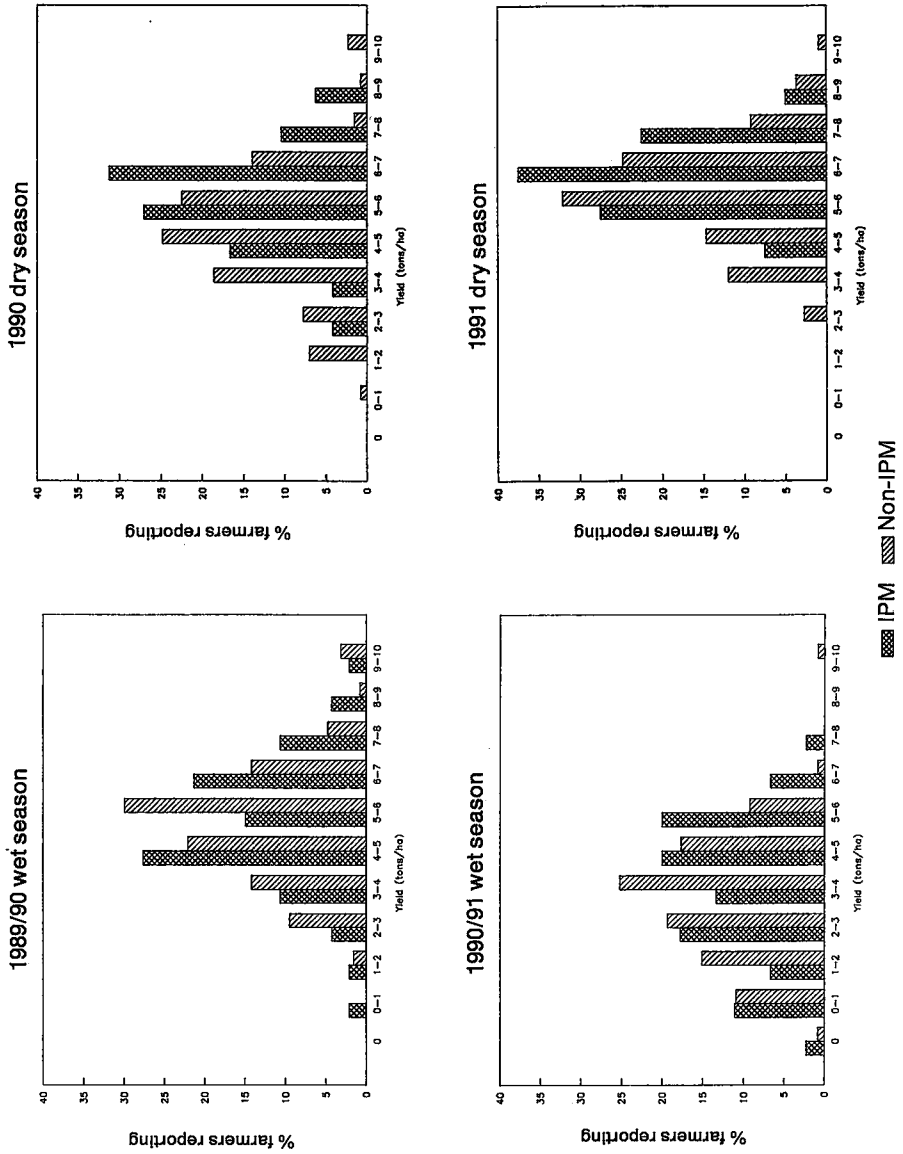 1989/90 wet season
% farmers reporting
40
35
30
25
20
15
10
5
0
0 0-1 1-2 2-3 3-4 4-5 5-6 6-7 7-8 8-9 9-10
Yield (tons/ha)
1990 dry season
% farmers reporting
40
35
30
25
20
15
10
5
0
0 0-1 1-2 2-3 3-4 4-5 5-6 6-7 7-8 8-9 9-10
Yield (tons/ha)
1990/91 wet season
% farmers reporting
40
35
30
25
20
15
10
5
0
0 0-1 1-2 2-3 3-4 4-5 5-6 6-7 7-8 8-9 9-10
Yield (tons/ha)
1991 dry season
% farmers reporting
40
35
30
25
20
15
10
5
0
0 0-1 1-2 2-3 3-4 4-5 5-6 6-7 7-8 8-9 9-10
Yield (tons/ha)
IPM Non-IPM